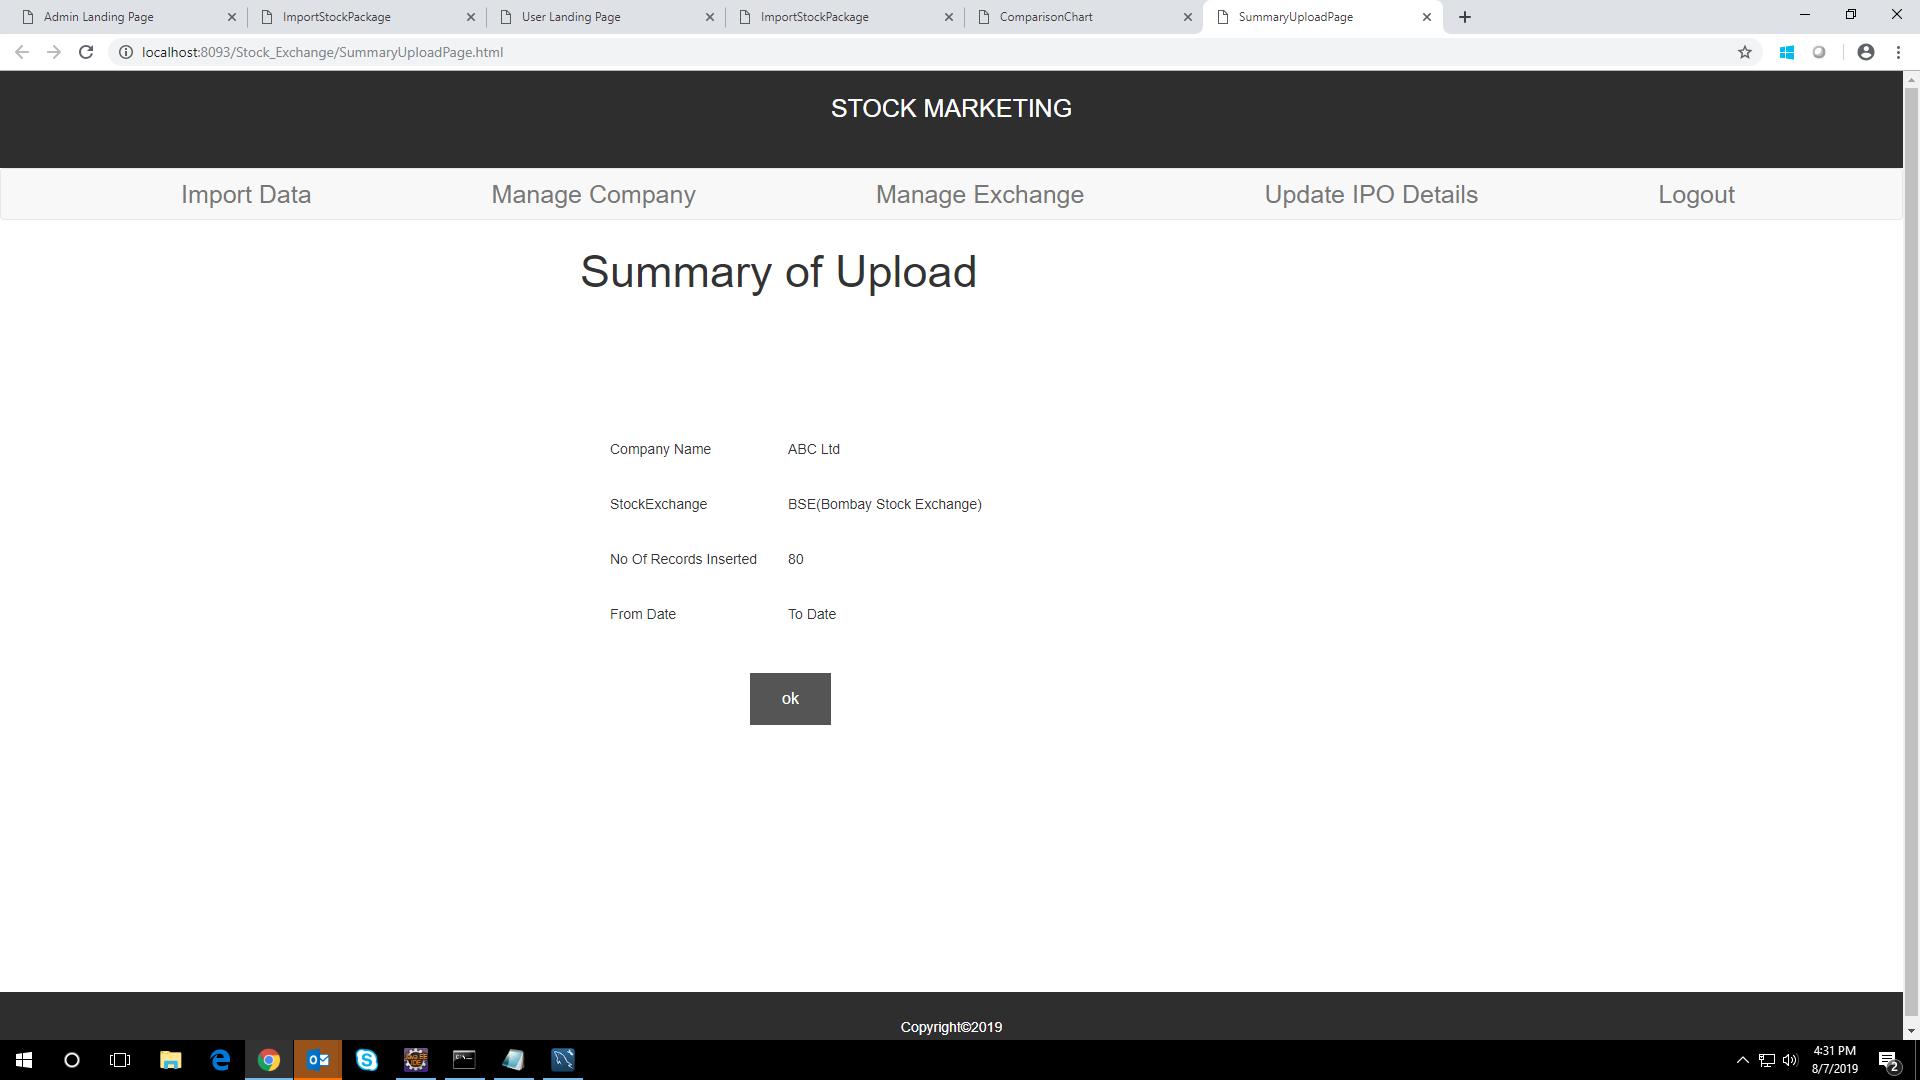 Admin Landing Page
ImportStockPackage
User Landing Page
ImportStockPackage
ComparisonChart
SummaryUploadPage
localhost:8093/Stock_Exchange/SummaryUploadPage.html
STOCK MARKETING
Import Data
Manage Company
Manage Exchange
Update IPO Details
Logout
Summary of Upload
Company Name ABC Ltd
StockExchange BSE(Bombay Stock Exchange)
No Of Records Inserted 80
From Date To Date
ok
Copyright©2019
4:31 PM
8/7/2019
2